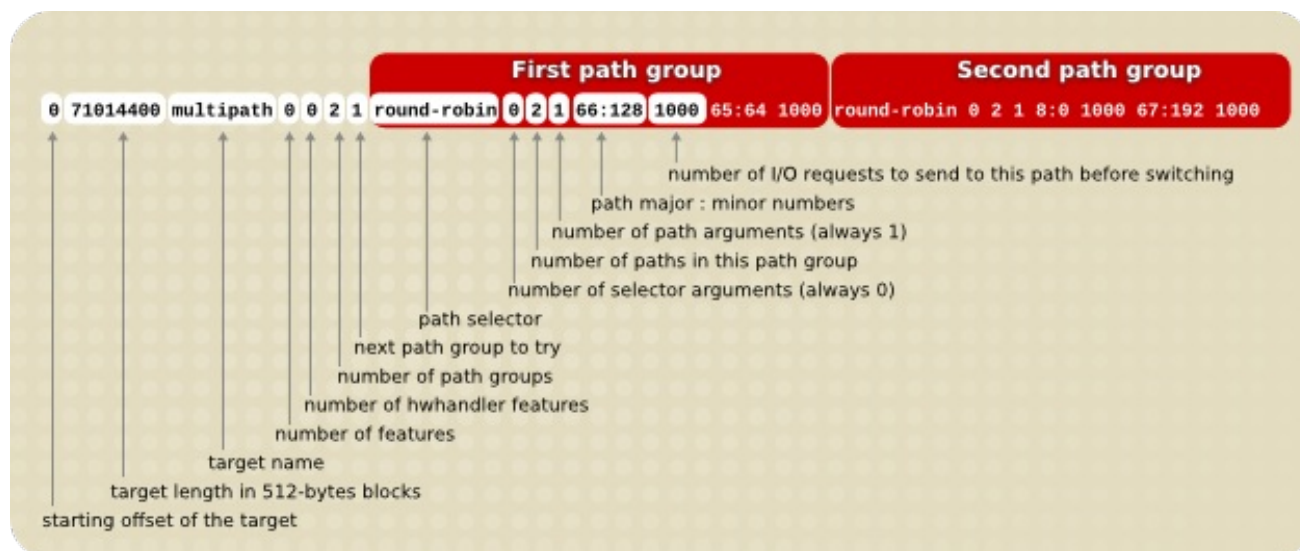 First path group Second path group
0 71014400 multipath 0 0 2 1 round-robin 0 2 1 66:128 1000 65:64 1000 round-robin 0 2 1 8:0 1000 67:192 1000
number of I/O requests to send to this path before switching
path major : minor numbers
number of path arguments (always 1)
number of paths in this path group
number of selector arguments (always 0)
path selector
next path group to try
number of path groups
number of hwhandler features
number of features
target name
target length in 512-bytes blocks
starting offset of the target